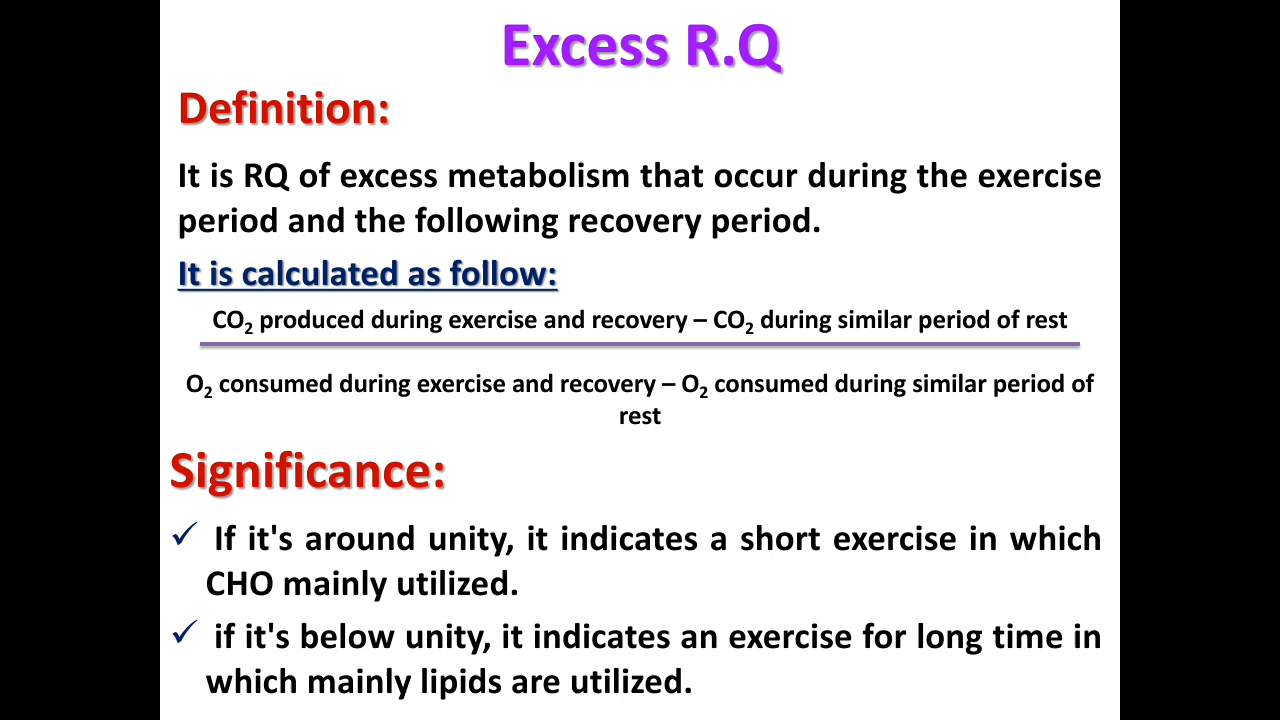 Excess R.Q
Definition:
It is RQ of excess metabolism that occur during the exercise
period and the following recovery period.
It is calculated as follow:
CO₂ produced during exercise and recovery – CO₂ during similar period of rest
O₂ consumed during exercise and recovery – O₂ consumed during similar period of
rest
Significance:
✓ If it's around unity, it indicates a short exercise in which
CHO mainly utilized.
✓ if it's below unity, it indicates an exercise for long time in
which mainly lipids are utilized.